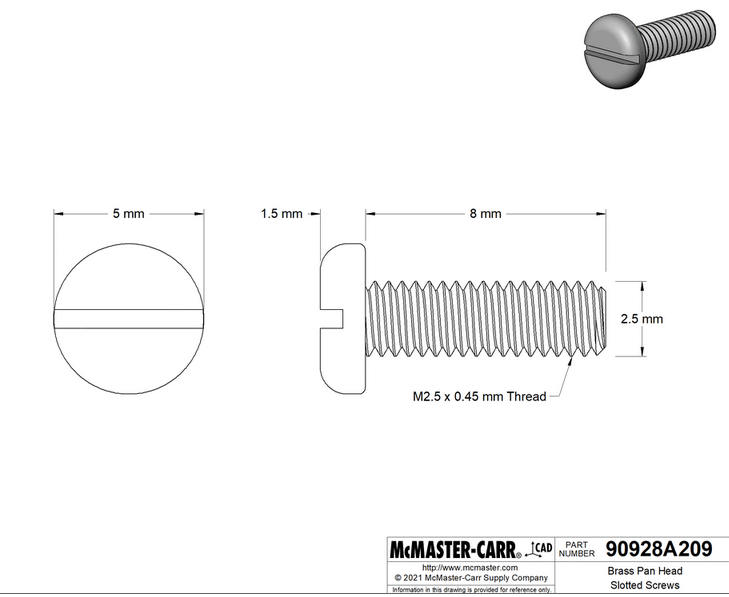 5 mm
1.5 mm
8 mm
2.5 mm
M2.5 x 0.45 mm Thread
McMASTER-CARR® CAD
PART NUMBER
90928A209
http://www.mcmaster.com
© 2021 McMaster-Carr Supply Company
Information in this drawing is provided for reference only.
Brass Pan Head
Slotted Screws